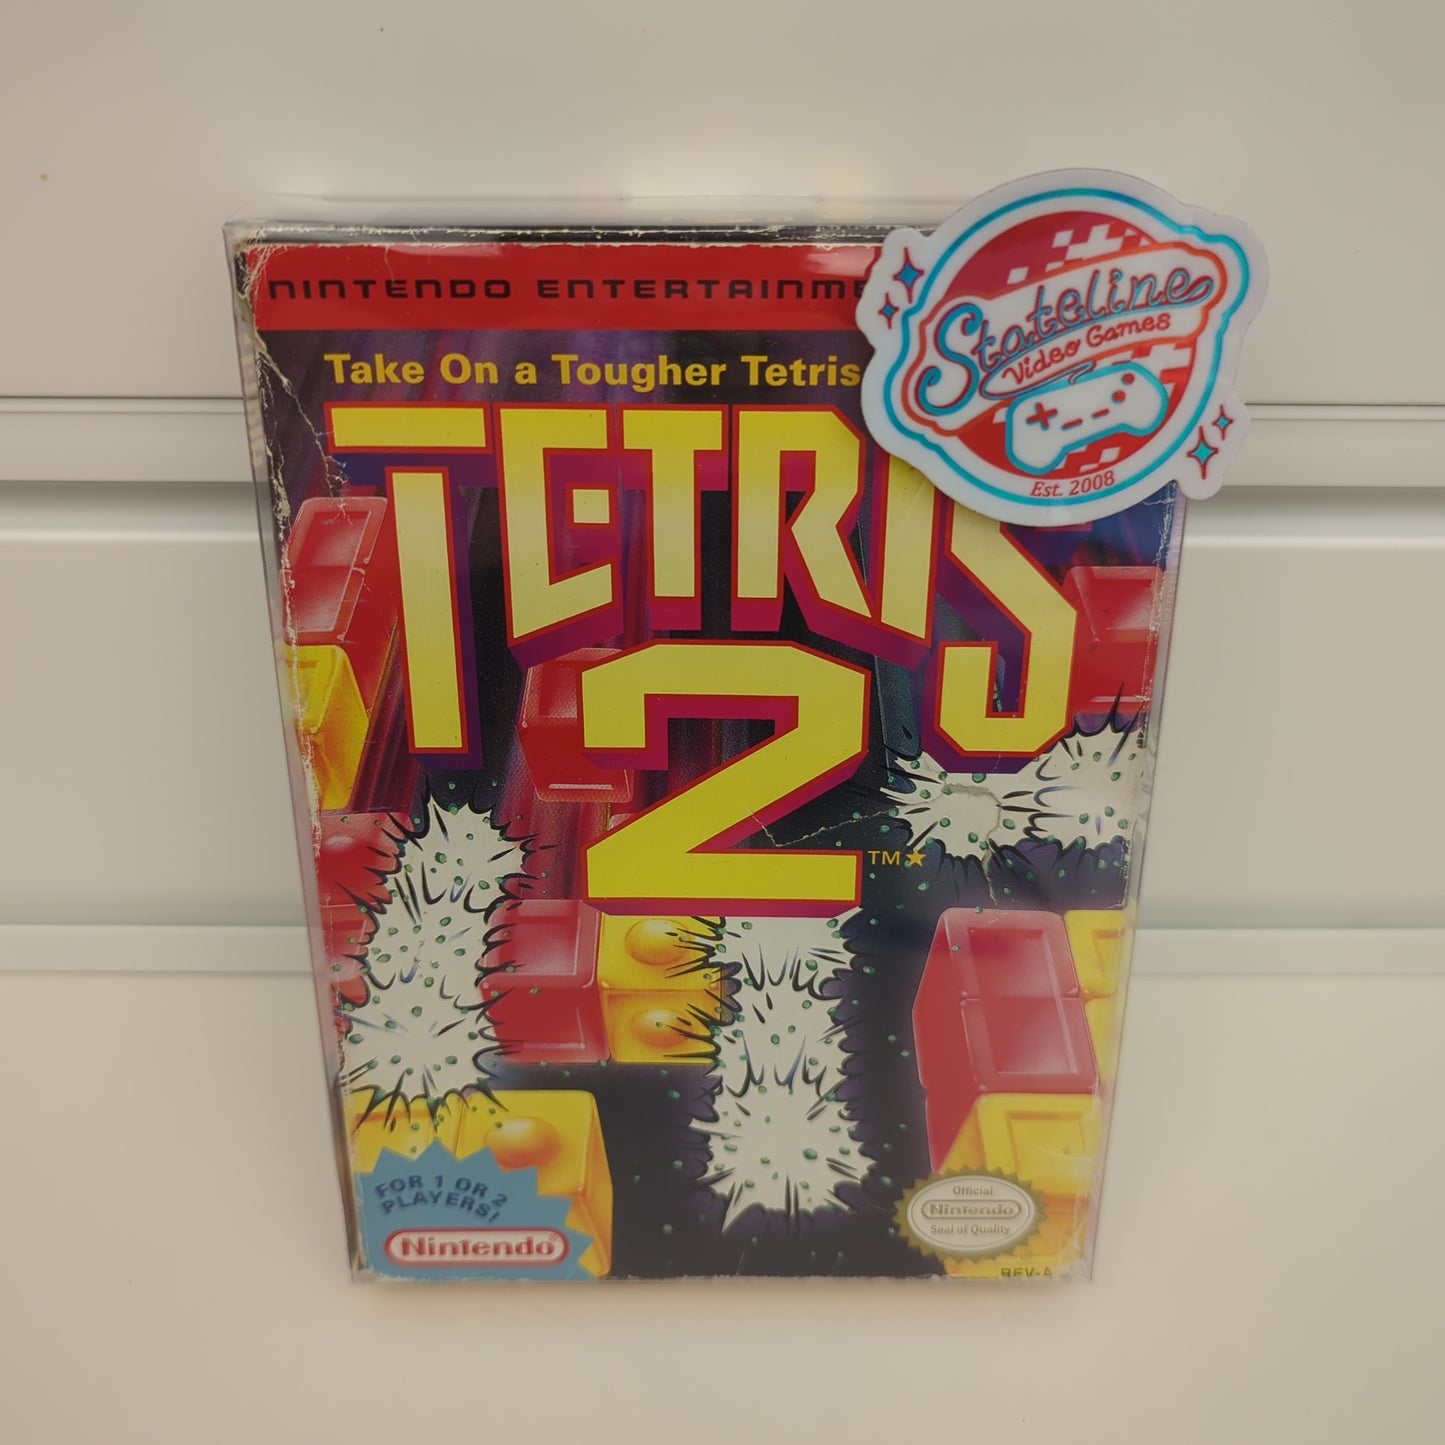 NINTENDO ENTERTAINME
Take On a Tougher Tetris
TETRIS
2
TM★
Stateline
Video Games
Est. 2008
FOR 1 OR 2
PLAYERS!
Nintendo®
Official
Nintendo
Seal of Quality
®
REV-A